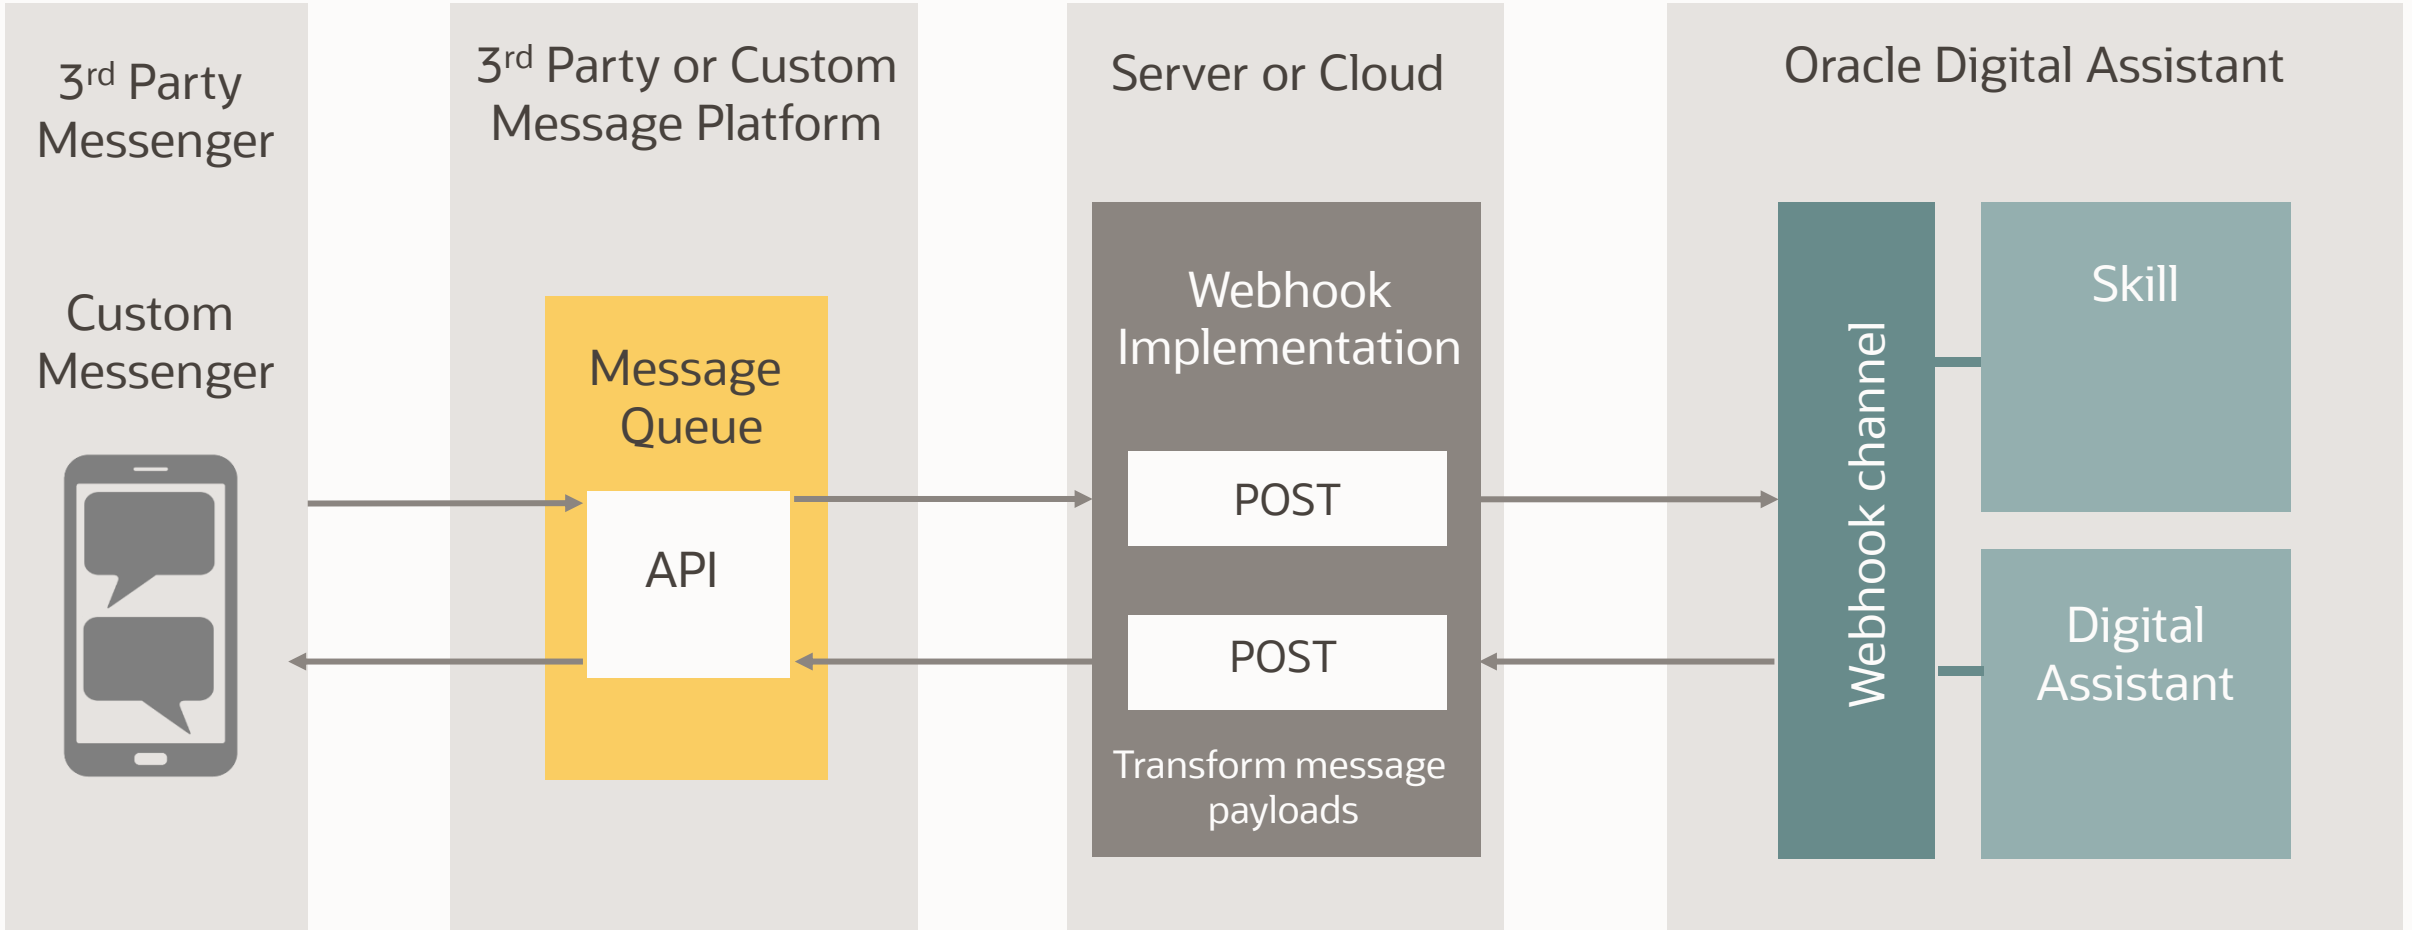 3rd Party
Messenger
Custom
Messenger
3rd Party or Custom
Message Platform
Message
Queue
API
Server or Cloud
Webhook
Implementation
POST
POST
Transform message
payloads
Oracle Digital Assistant
Webhook channel
Skill
Digital
Assistant